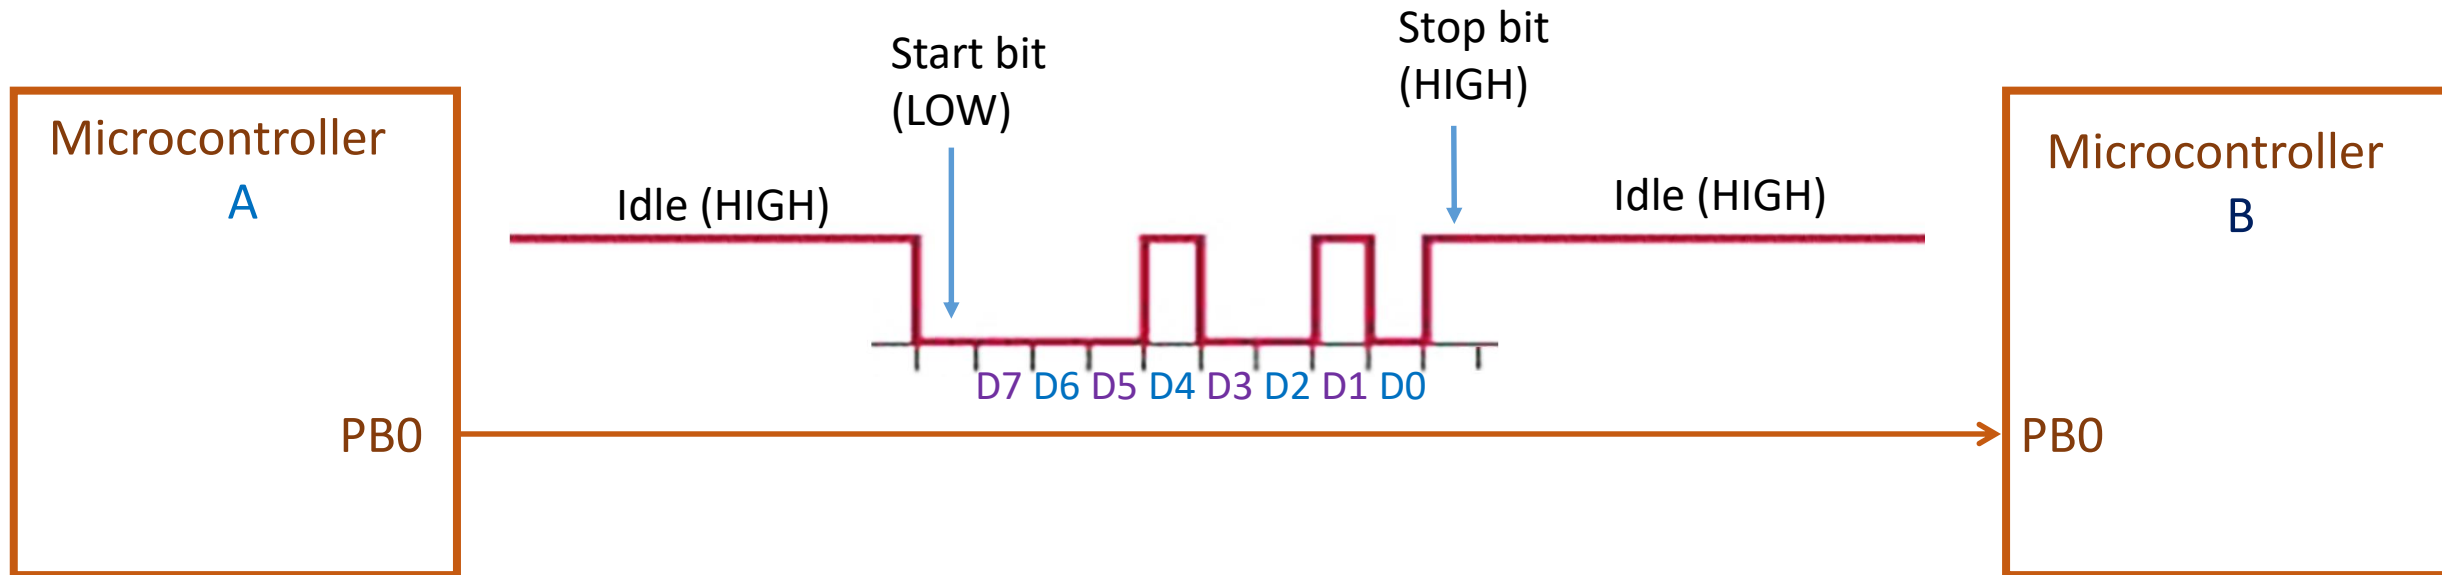 Microcontroller
A
PB0
Idle (HIGH)
Start bit
(LOW)
Stop bit
(HIGH)
Idle (HIGH)
D7 D6 D5 D4 D3 D2 D1 D0
Microcontroller
B
PB0